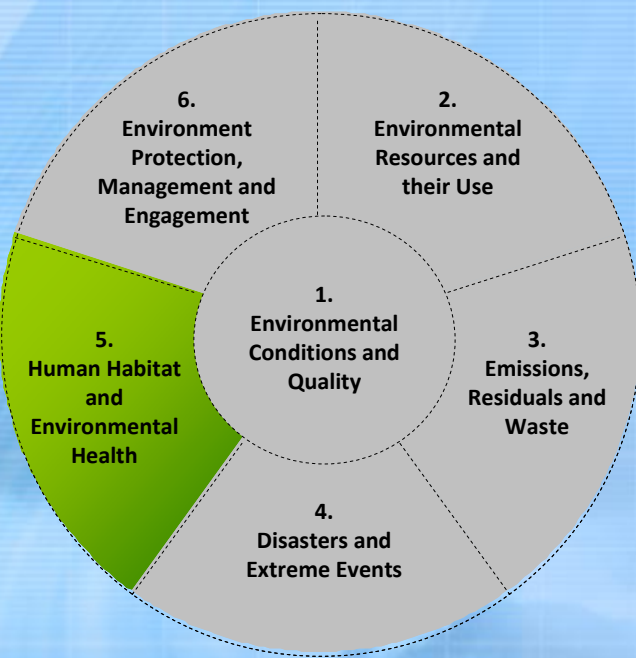 1.
Environmental
Conditions and
Quality
2.
Environmental
Resources and
their Use
3.
Emissions,
Residuals and
Waste
4.
Disasters and
Extreme Events
5.
Human Habitat
and
Environmental
Health
6.
Environment
Protection,
Management and
Engagement